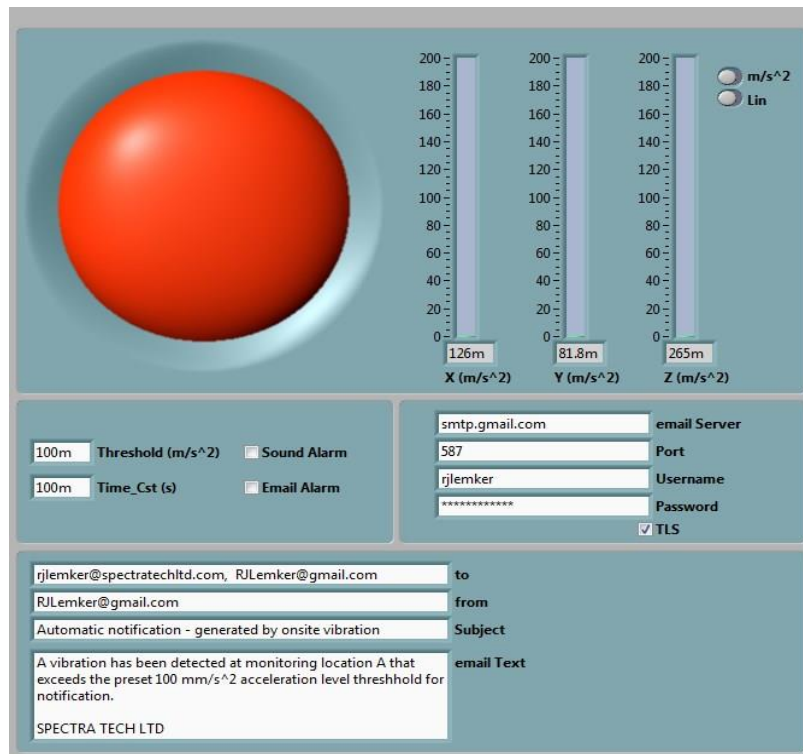 200 200 200
180 180 180
160 160 160
140 140 140
120 120 120
100 100 100
80 80 80
60 60 60
40 40 40
20 20 20
0 0 0
m/s^2
Lin
126m 81.8m 265m
X (m/s^2) Y (m/s^2) Z (m/s^2)
100m Threshold (m/s^2) Sound Alarm
100m Time_Cst (s) Email Alarm
smtp.gmail.com email Server
587 Port
rjlemker Username
************ Password
TLS
rjlemker@spectratechltd.com, RJLemker@gmail.com to
RJLemker@gmail.com from
Automatic notification - generated by onsite vibration Subject
A vibration has been detected at monitoring location A that email Text
exceeds the preset 100 mm/s^2 acceleration level threshhold for
notification.
SPECTRA TECH LTD